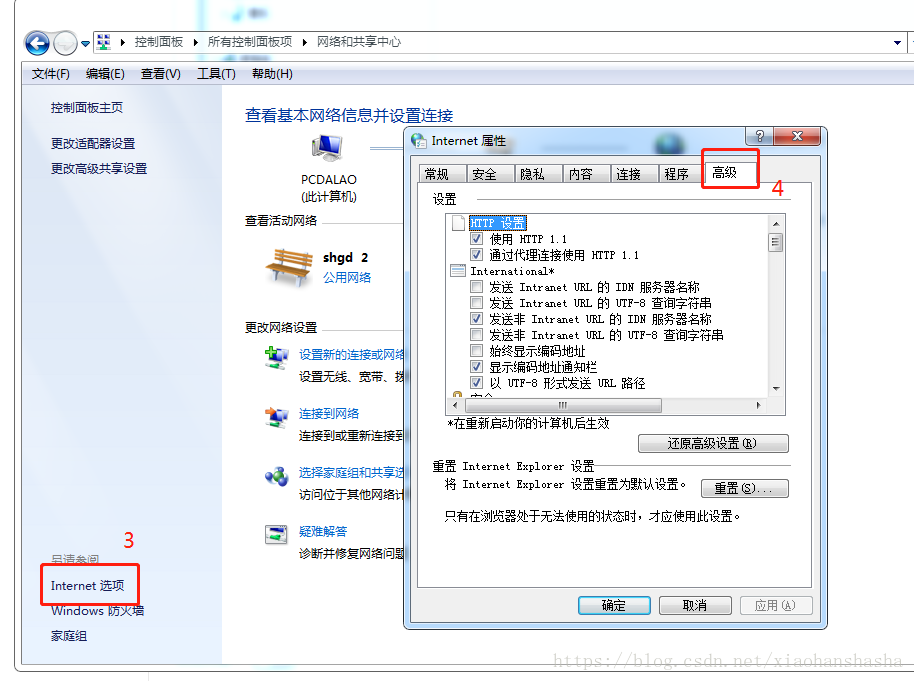 控制面板 ▸ 所有控制面板项 ▸ 网络和共享中心
文件(F) 编辑(E) 查看(V) 工具(T) 帮助(H)
控制面板主页
更改适配器设置
更改高级共享设置
查看基本网络信息并设置连接
PCDALAO
(此计算机)
查看活动网络
shgd 2
公用网络
更改网络设置
设置新的连接或网络
设置无线、宽带、拨
连接到网络
连接到或重新连接到
选择家庭组和共享选
访问位于其他网络计
疑难解答
诊断并修复网络问题
3
另请参阅
Internet 选项
Windows 防火墙
家庭组
Internet 属性
常规 安全 隐私 内容 连接 程序 高级
4
设置
HTTP 设置
使用 HTTP 1.1
通过代理连接使用 HTTP 1.1
International*
发送 Intranet URL 的 IDN 服务器名称
发送 Intranet URL 的 UTF-8 查询字符串
发送非 Intranet URL 的 IDN 服务器名称
发送非 Intranet URL 的 UTF-8 查询字符串
始终显示编码地址
显示编码地址通知栏
以 UTF-8 形式发送 URL 路径
安全
*在重新启动你的计算机后生效
还原高级设置(R)
重置 Internet Explorer 设置
将 Internet Explorer 设置重置为默认设置。
重置(S)...
只有在浏览器处于无法使用的状态时，才应使用此设置。
确定 取消 应用(A)
https://blog.csdn.net/xiaohanshasha